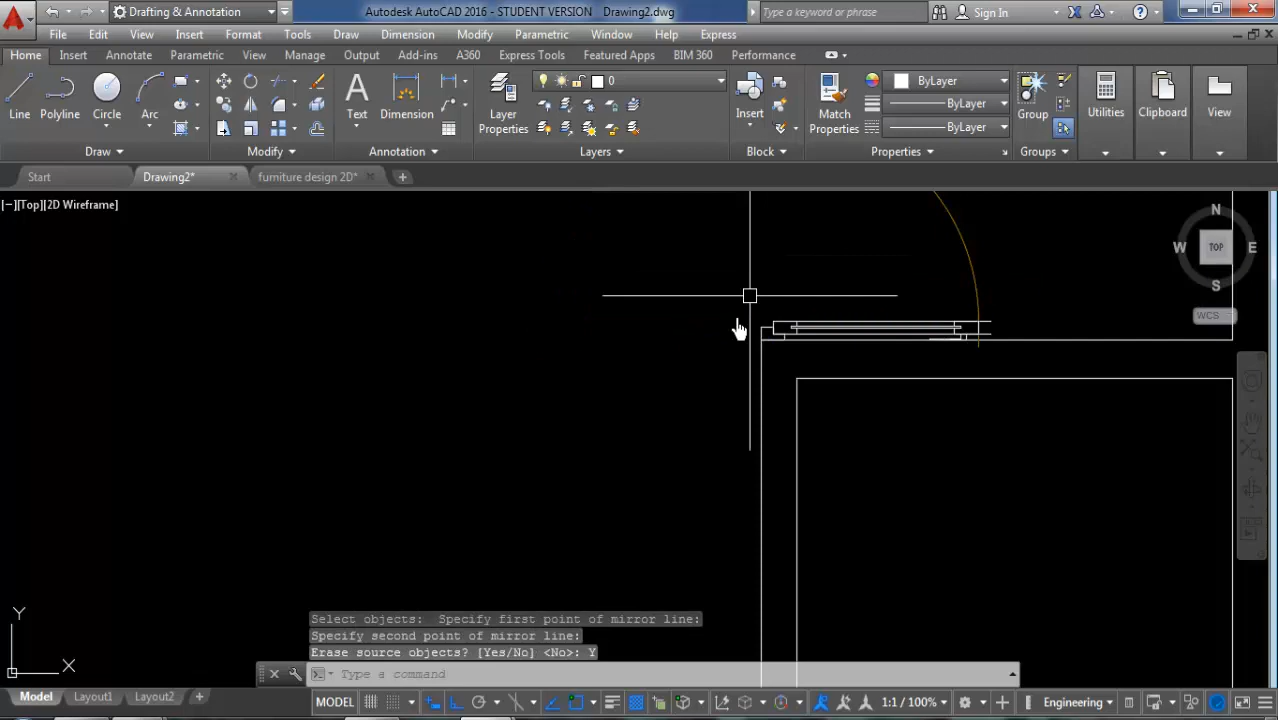 Drafting & Annotation
Autodesk AutoCAD 2016 - STUDENT VERSION Drawing2.dwg
Type a keyword or phrase
Sign In
File Edit View Insert Format Tools Draw Dimension Modify Parametric Window Help Express
Home Insert Annotate Parametric View Manage Output Add-ins A360 Express Tools Featured Apps BIM 360 Performance
0
ByLayer
ByLayer
ByLayer
Line Polyline Circle Arc Text Dimension Layer Properties Insert Match Properties Group Utilities Clipboard View
Draw Modify Annotation Layers Block Properties Groups
Start Drawing2* furniture design 2D*
[−][Top][2D Wireframe]
N
W TOP E
S
WCS
Select objects: Specify first point of mirror line:
Specify second point of mirror line:
Erase source objects? [Yes/No] <No>: Y
Type a command
Y
X
Model Layout1 Layout2 MODEL 1:1 / 100% Engineering